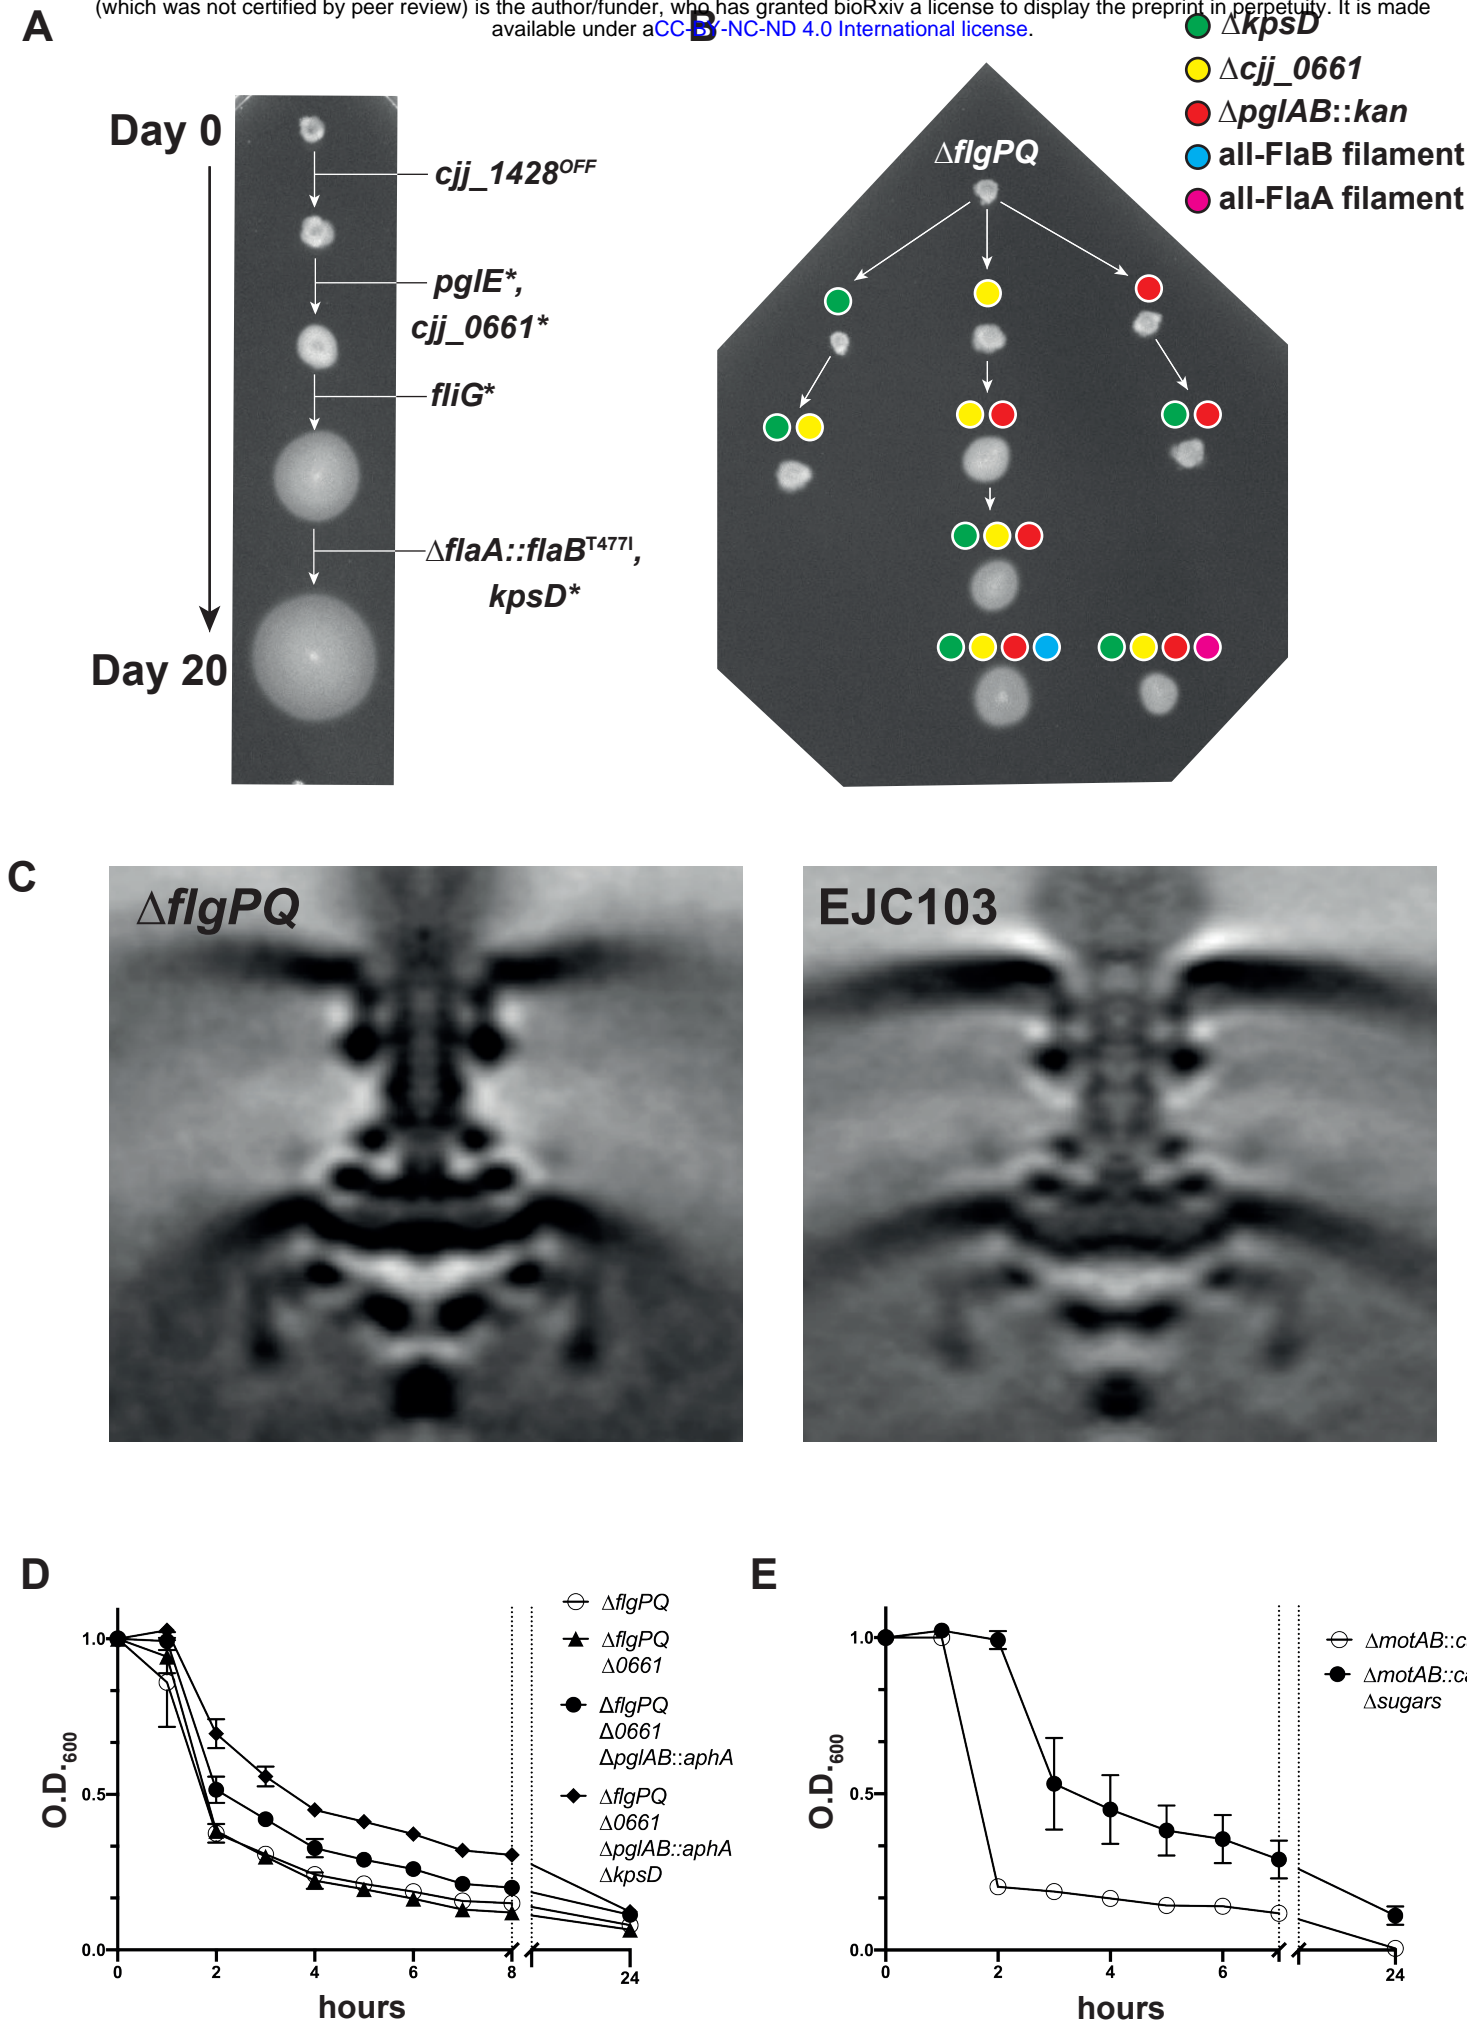 (which was not certified by peer review) is the author/funder, who has granted bioRxiv a license to display the preprint in perpetuity. It is made
available under aCC-BY-NC-ND 4.0 International license.
A
Day 0
cjj_1428OFF
pglE*,
cjj_0661*
fliG*
ΔflaA::flaBT477I,
kpsD*
Day 20
B
ΔkpsD
Δcjj_0661
ΔpglAB::kan
all-FlaB filament
all-FlaA filament
ΔflgPQ
C
ΔflgPQ
EJC103
D
O.D.600
1.0
0.5
0.0
0
2
4
6
8
24
hours
ΔflgPQ
ΔflgPQ
Δ0661
ΔflgPQ
Δ0661
ΔpglAB::aphA
ΔflgPQ
Δ0661
ΔpglAB::aphA
ΔkpsD
E
O.D.600
1.0
0.5
0.0
0
2
4
6
24
hours
ΔmotAB::c
ΔmotAB::ca
Δsugars